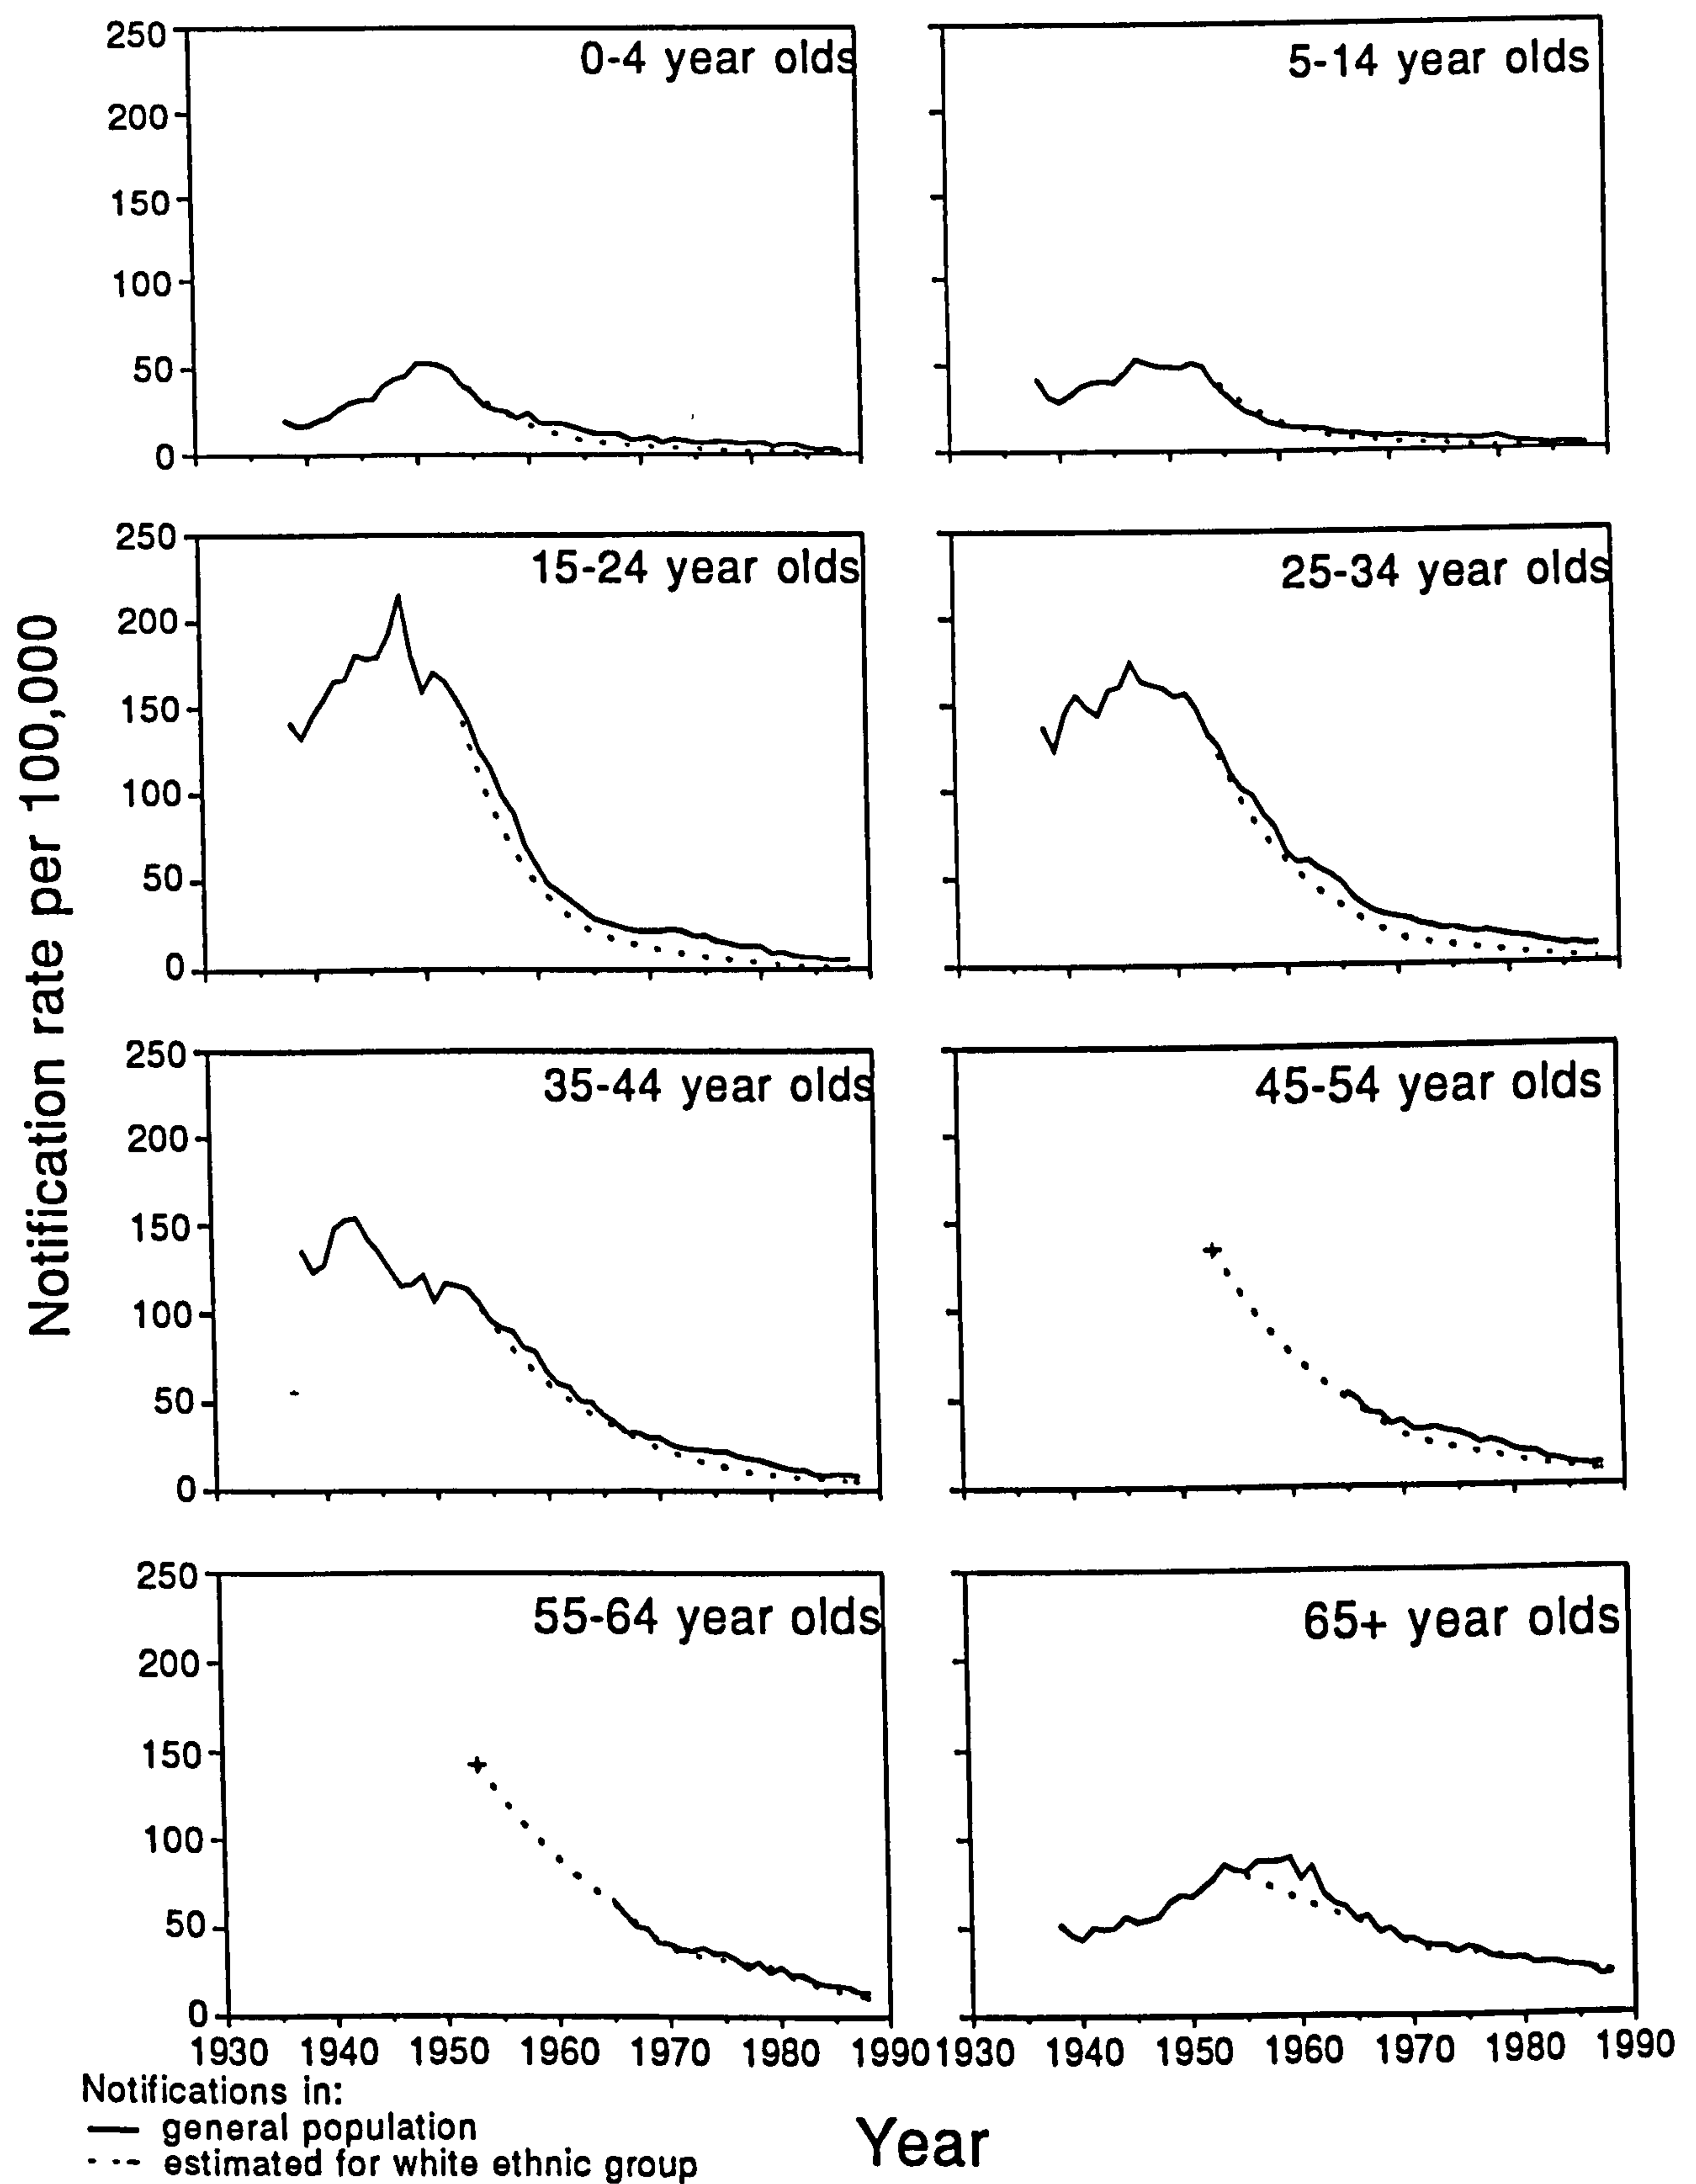 250
0-4 year olds
5-14 year olds
200
150
100
50
0
250
15-24 year olds
25-34 year olds
200
150
100
50
0
250
35-44 year olds
45-54 year olds
200
150
100
50
0
250
55-64 year olds
65+ year olds
200
150
100
50
0
1930 1940 1950 1960 1970 1980 1990
1930 1940 1950 1960 1970 1980 1990
Notification rate per 100,000
Year
Notifications in:
general population
estimated for white ethnic group